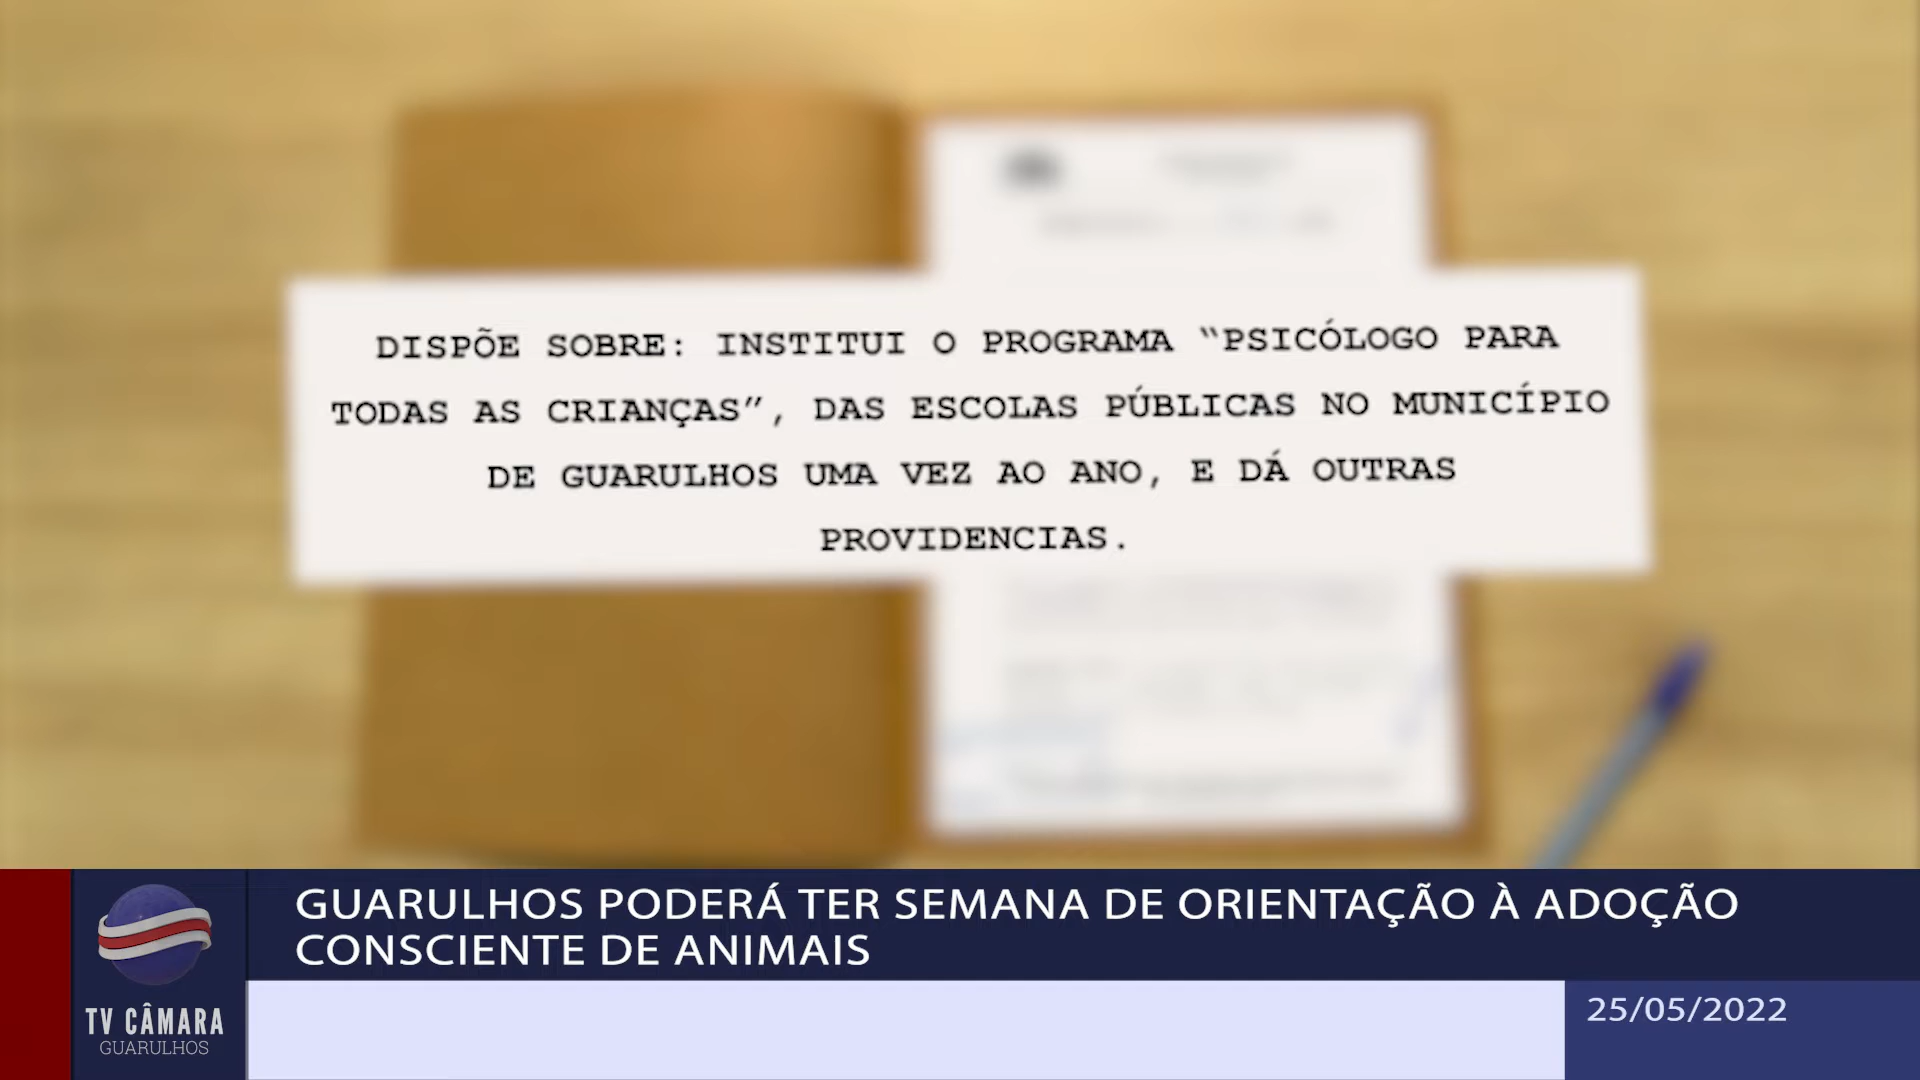 DISPÕE SOBRE: INSTITUI O PROGRAMA “PSICÓLOGO PARA
TODAS AS CRIANÇAS”, DAS ESCOLAS PÚBLICAS NO MUNICÍPIO
DE GUARULHOS UMA VEZ AO ANO, E DÁ OUTRAS
PROVIDENCIAS.
GUARULHOS PODERÁ TER SEMANA DE ORIENTAÇÃO À ADOÇÃO
CONSCIENTE DE ANIMAIS
TV CÂMARA
GUARULHOS
25/05/2022